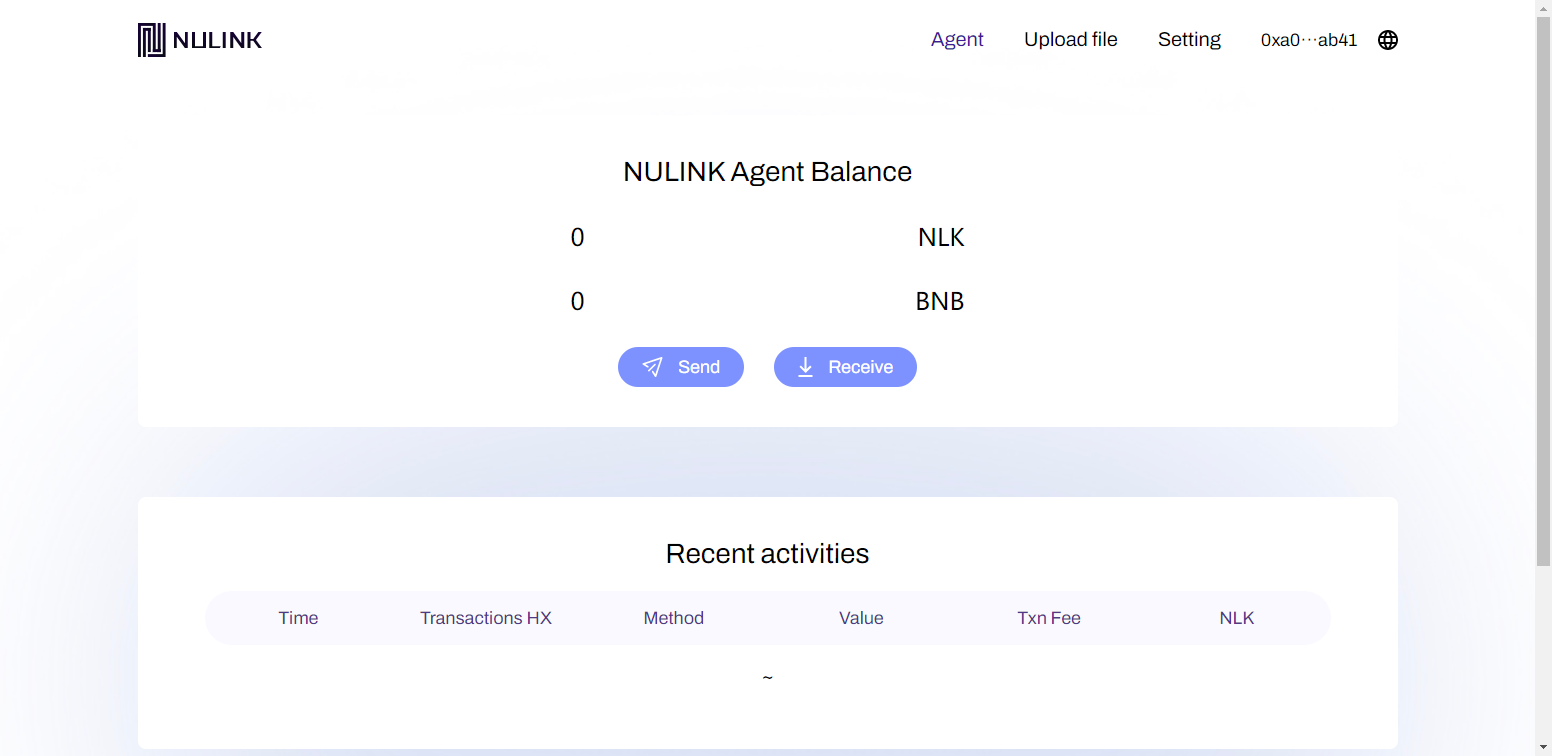 NULINK Agent Upload file Setting 0xa0···ab41
NULINK Agent Balance
0 NLK
0 BNB
Send Receive
Recent activities
Time Transactions HX Method Value Txn Fee NLK
~